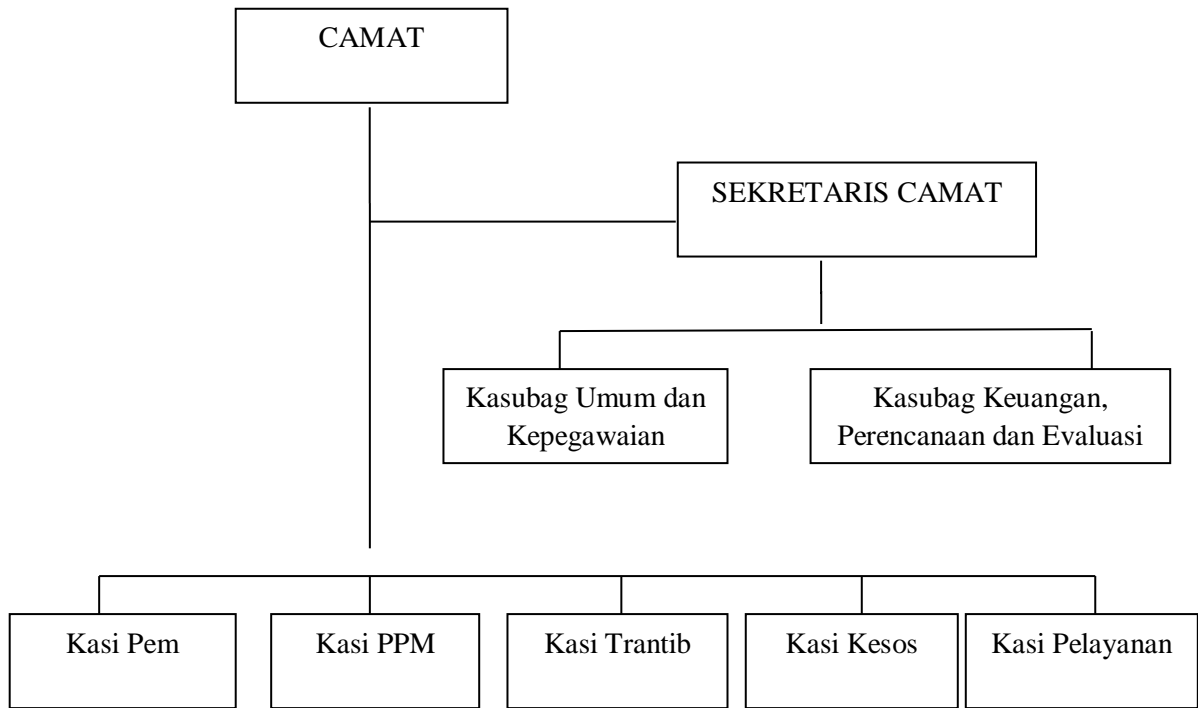 CAMAT
SEKRETARIS CAMAT
Kasubag Umum dan
Kepegawaian
Kasubag Keuangan,
Perencanaan dan Evaluasi
Kasi Pem
Kasi PPM
Kasi Trantib
Kasi Kesos
Kasi Pelayanan